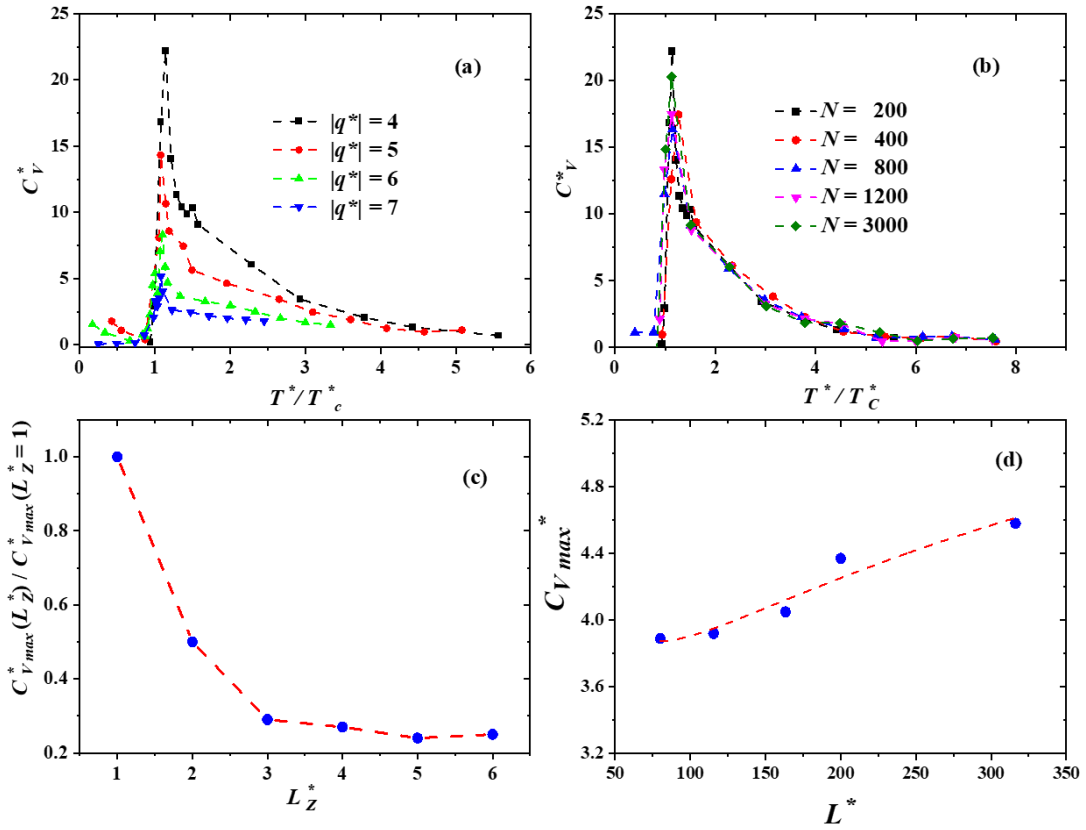 (a)
25
20
15
10
5
0
C*V
|q*| = 4
|q*| = 5
|q*| = 6
|q*| = 7
0 1 2 3 4 5 6
T*/T*c
(b)
25
20
15
10
5
0
C*V
N = 200
N = 400
N = 800
N = 1200
N = 3000
0 2 4 6 8
T*/T*C
(c)
1.0
0.8
0.6
0.4
0.2
C*Vmax(L*Z) / C*Vmax(L*Z = 1)
1 2 3 4 5 6
L*Z
(d)
5.2
4.8
4.4
4.0
3.6
3.2
CV max*
50 100 150 200 250 300 350
L*